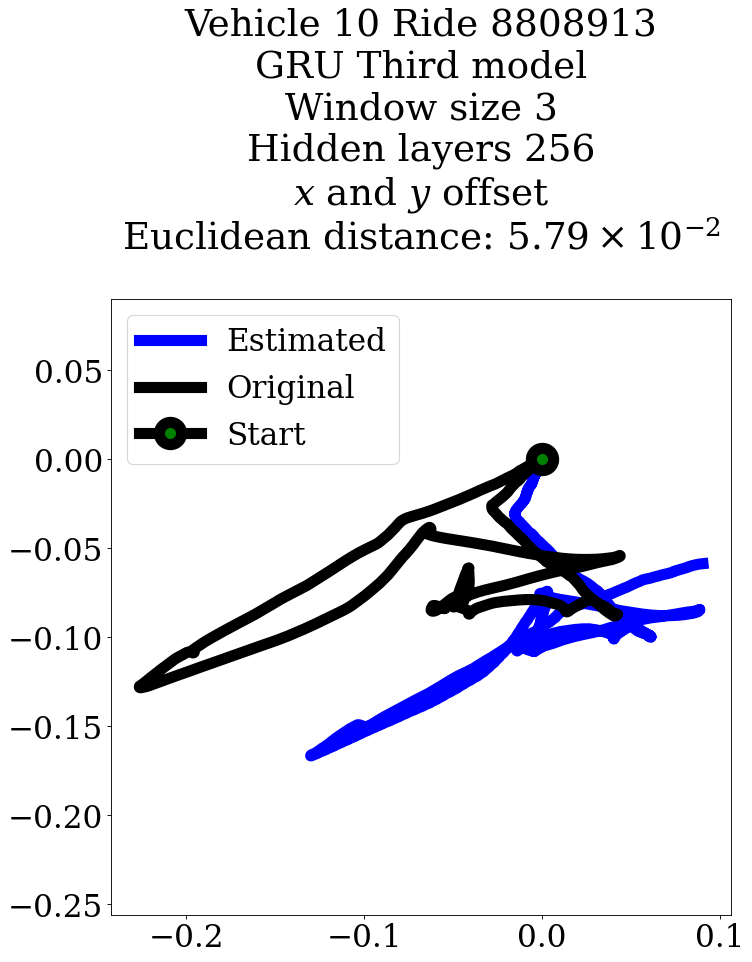 Vehicle 10 Ride 8808913
GRU Third model
Window size 3
Hidden layers 256
x and y offset
Euclidean distance: 5.79 × 10⁻²
Estimated
Original
Start
0.05
0.00
−0.05
−0.10
−0.15
−0.20
−0.25
−0.2
−0.1
0.0
0.1